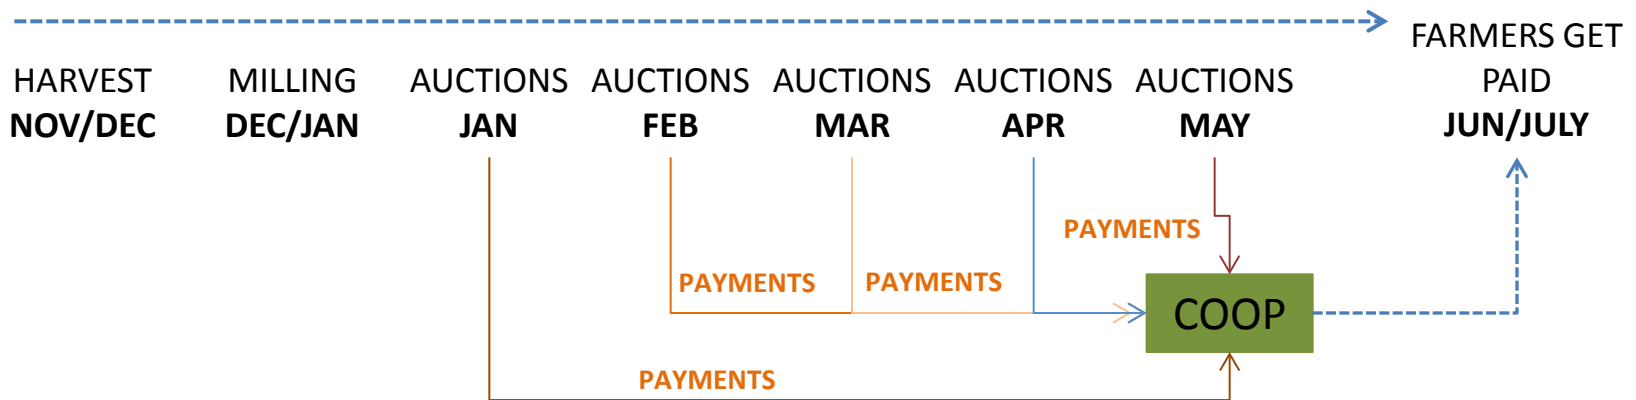 HARVEST
NOV/DEC
MILLING
DEC/JAN
AUCTIONS
JAN
AUCTIONS
FEB
AUCTIONS
MAR
AUCTIONS
APR
AUCTIONS
MAY
FARMERS GET
PAID
JUN/JULY
PAYMENTS
PAYMENTS
PAYMENTS
COOP
PAYMENTS